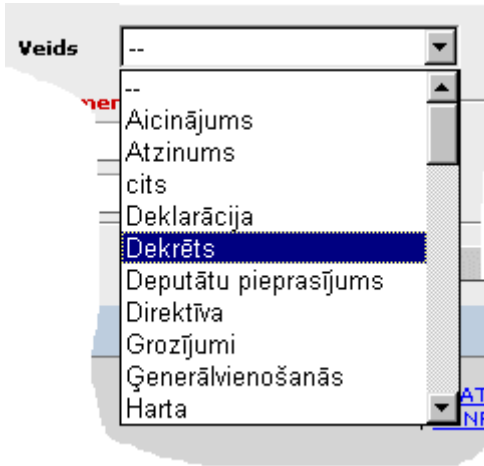 Veids --
--
Aicinājums
Atzinums
cits
Deklarācija
Dekrēts
Deputātu pieprasījums
Direktīva
Grozījumi
Ģenerālvienošanās
Harta